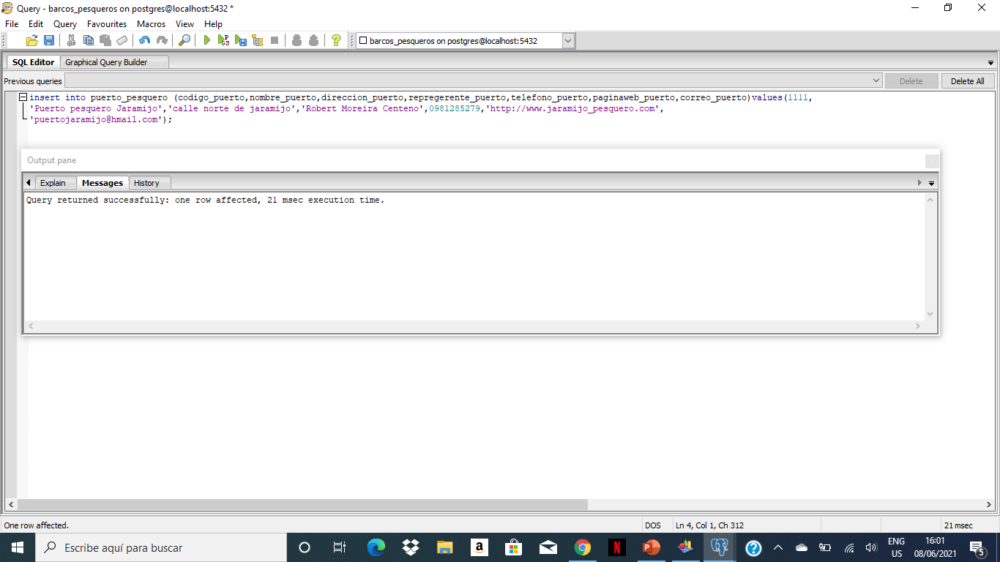 Query - barcos_pesqueros on postgres@localhost:5432 *
File Edit Query Favourites Macros View Help
barcos_pesqueros on postgres@localhost:5432
SQL Editor Graphical Query Builder
Previous queries Delete Delete All
insert into puerto_pesquero (codigo_puerto,nombre_puerto,direccion_puerto,repregerente_puerto,telefono_puerto,paginaweb_puerto,correo_puerto)values(1111,
'Puerto pesquero Jaramijo','calle norte de jaramijo','Robert Moreira Centeno',0981285279,'http://www.jaramijo_pesquero.com',
'puertojaramijo@hmail.com');
Output pane
Explain Messages History
Query returned successfully: one row affected, 21 msec execution time.
One row affected. DOS Ln 4, Col 1, Ch 312 21 msec
Escribe aquí para buscar
ENG 16:01
US 08/06/2021 5